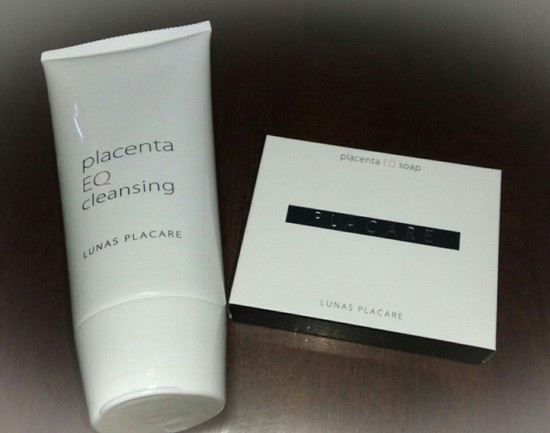 placenta
EQ
cleansing
LUNAS PLACARE
placenta EQ soap
PLACARE
LUNAS PLACARE